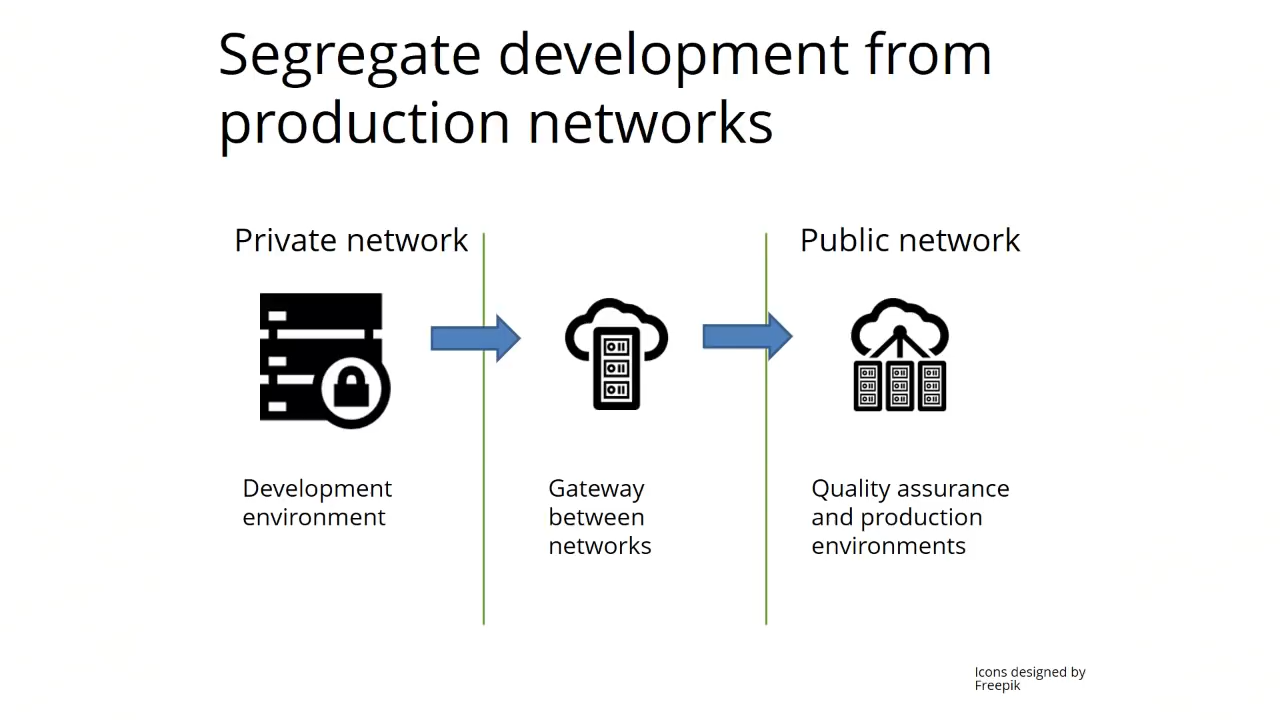 Segregate development from
production networks
Private network
Public network
Development
environment
Gateway
between
networks
Quality assurance
and production
environments
Icons designed by
Freepik